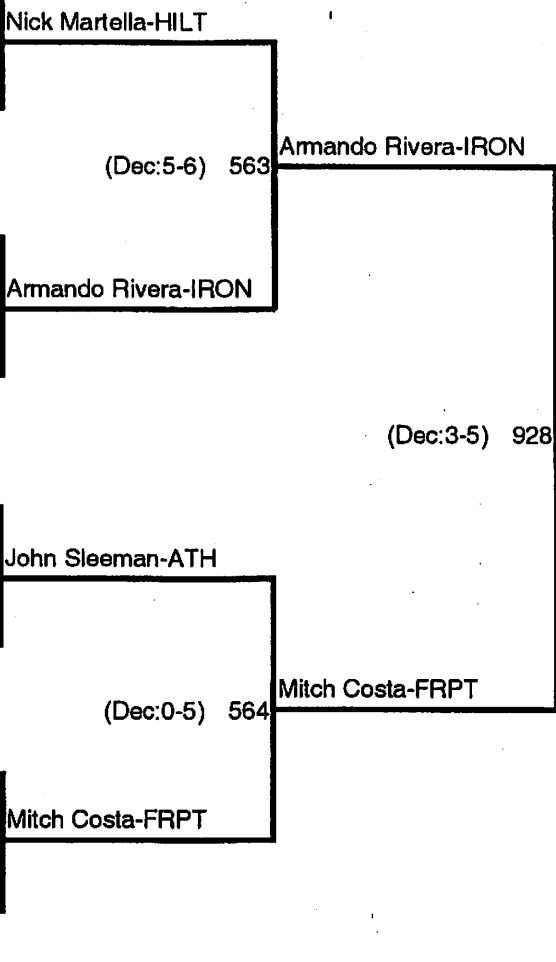 Nick Martella-HILT
Armando Rivera-IRON
(Dec:5-6) 563
Armando Rivera-IRON
(Dec:3-5) 928
John Sleeman-ATH
Mitch Costa-FRPT
(Dec:0-5) 564
Mitch Costa-FRPT